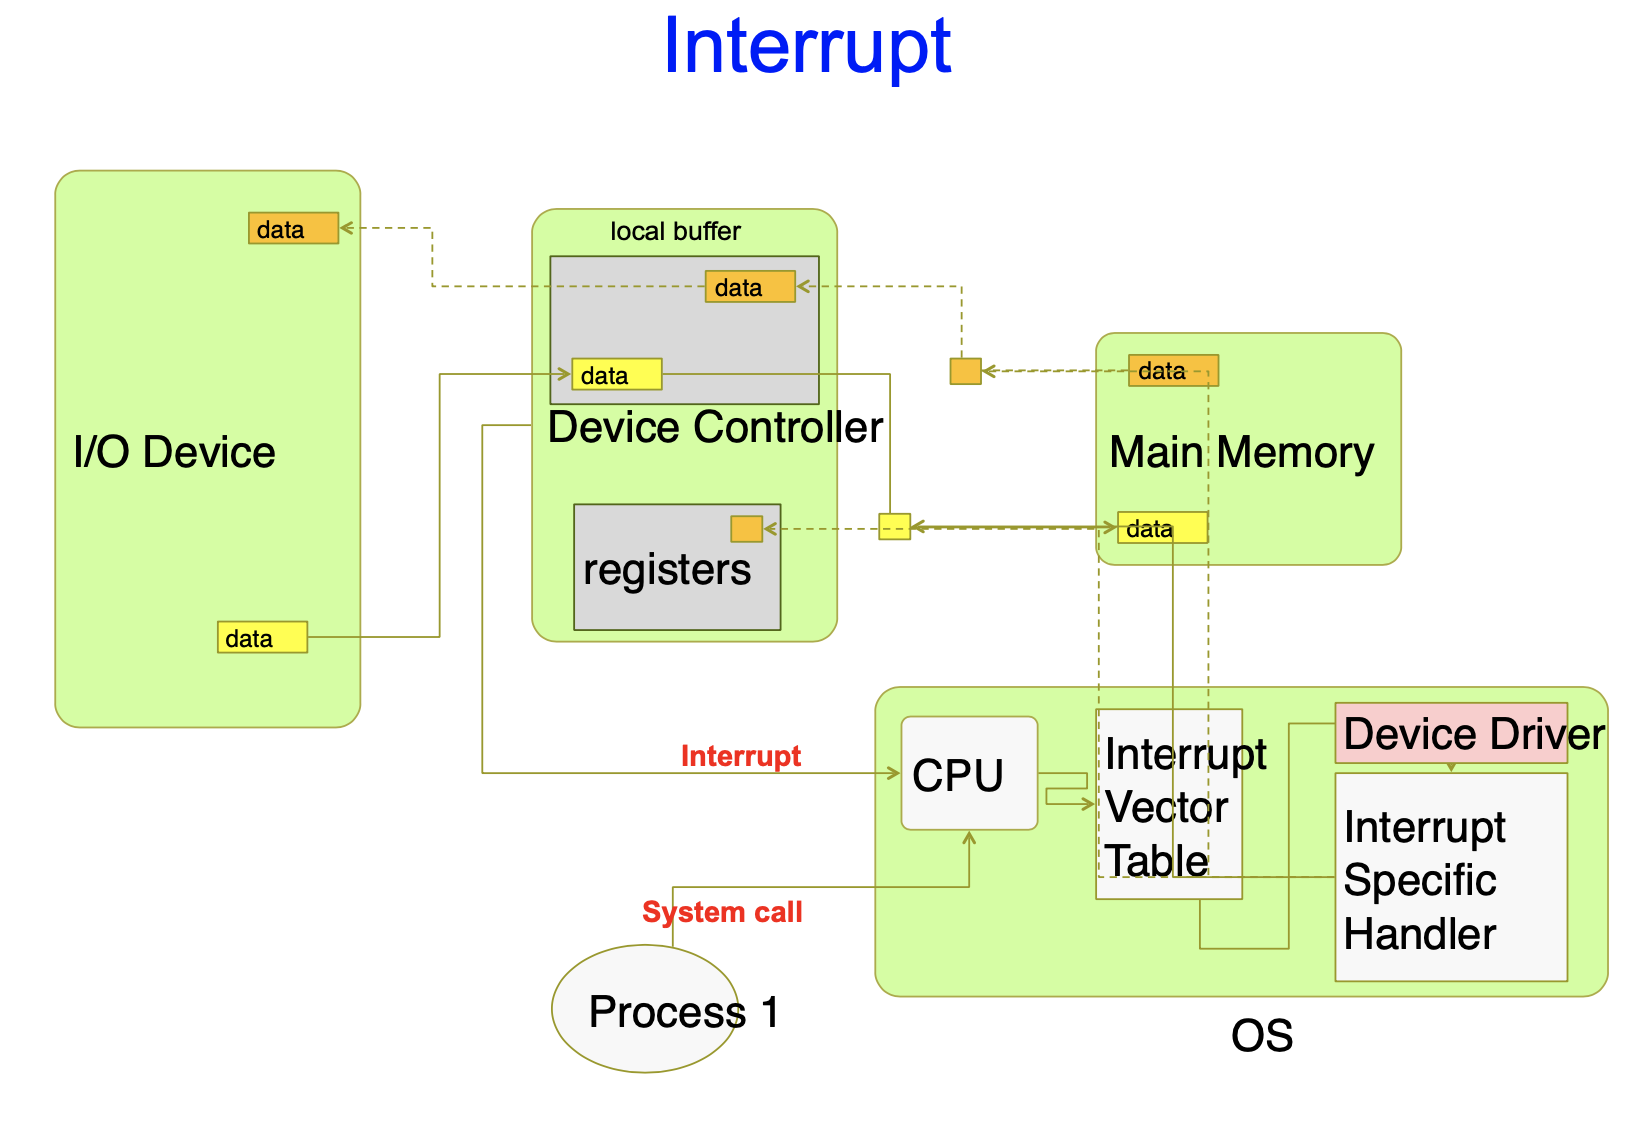 Interrupt
data
local buffer
data
data
data
I/O Device
Device Controller
Main Memory
data
registers
data
Interrupt
CPU
Interrupt
Vector
Table
Device Driver
Interrupt
Specific
Handler
System call
Process 1
OS